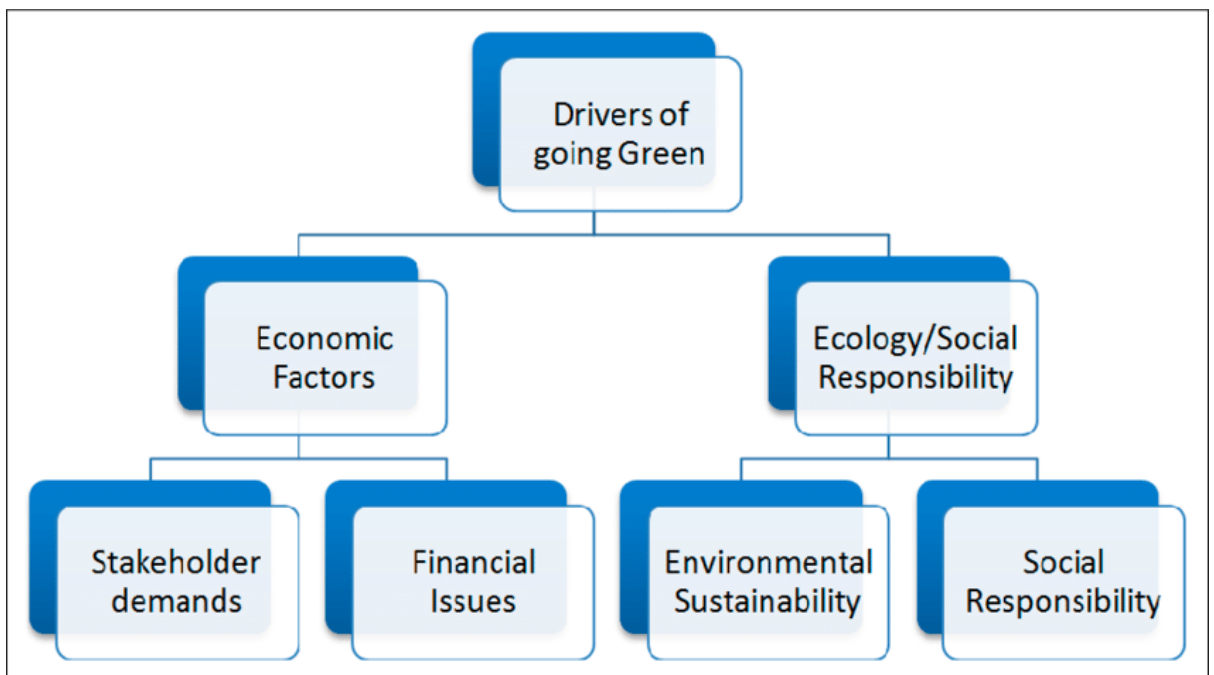 Drivers of
going Green
Economic
Factors
Ecology/Social
Responsibility
Stakeholder
demands
Financial
Issues
Environmental
Sustainability
Social
Responsibility